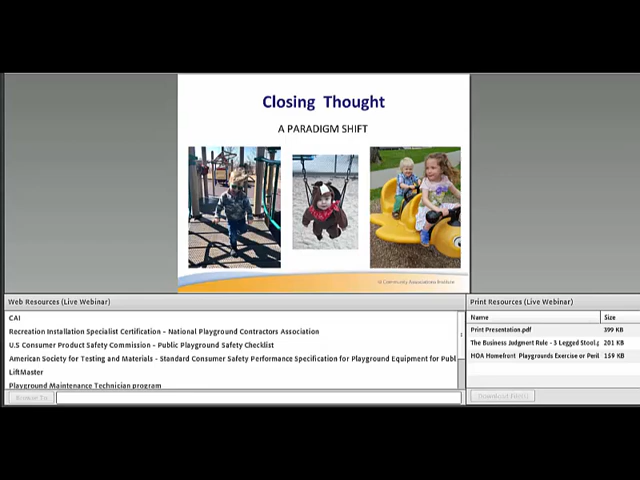 Closing Thought
A PARADIGM SHIFT
© Community Associations Institute
Web Resources (Live Webinar)
CAI
Recreation Installation Specialist Certification - National Playground Contractors Association
U.S Consumer Product Safety Commission - Public Playground Safety Checklist
American Society for Testing and Materials - Standard Consumer Safety Performance Specification for Playground Equipment for Publ
LiftMaster
Playground Maintenance Technician program
Browse To
Print Resources (Live Webinar)
Name Size
Print Presentation.pdf 399 KB
The Business Judgment Rule - 3 Legged Stool.p 201 KB
HOA Homefront Playgrounds Exercise or Peril 159 KB
Download File(s)